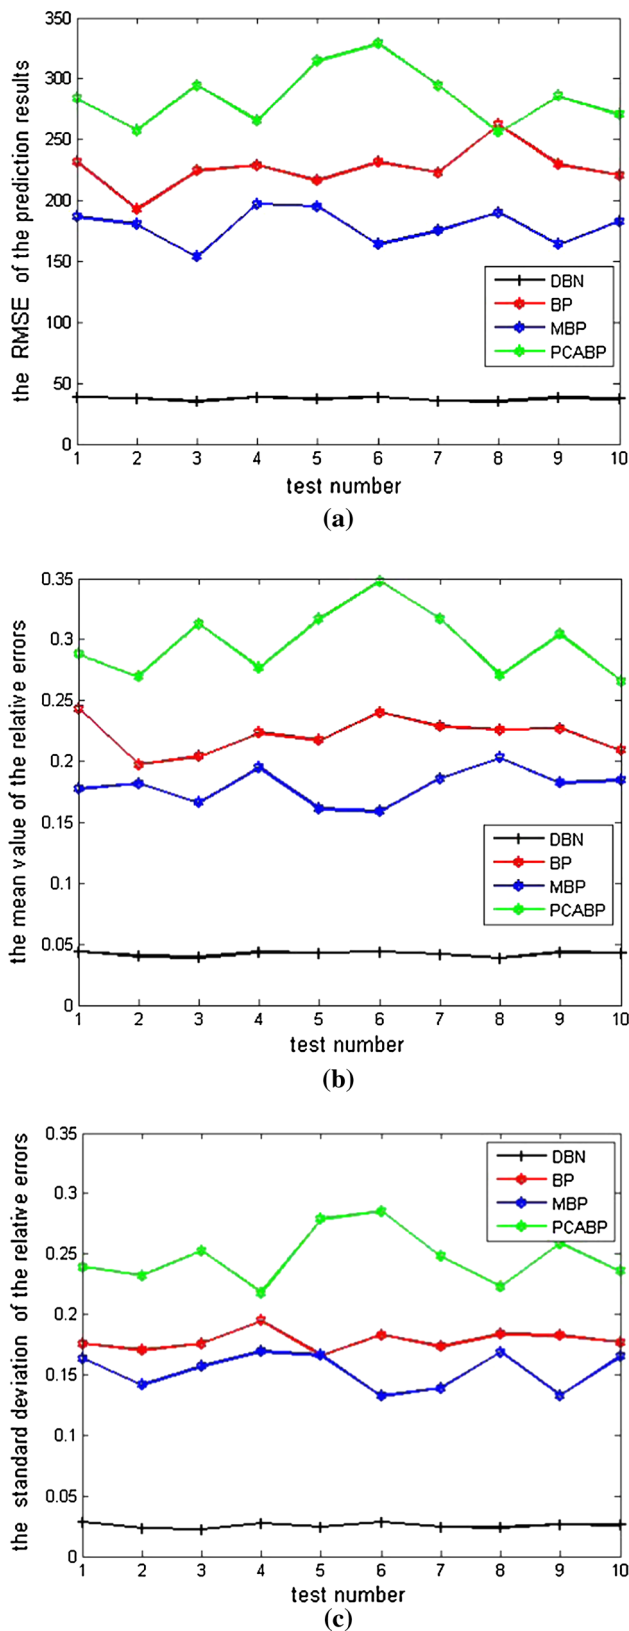 350
300
250
200
150
100
50
0
the RMSE of the prediction results
DBN
BP
MBP
PCABP
1 2 3 4 5 6 7 8 9 10
test number
(a)
0.35
0.3
0.25
0.2
0.15
0.1
0.05
0
the mean value of the relative errors
DBN
BP
MBP
PCABP
1 2 3 4 5 6 7 8 9 10
test number
(b)
0.35
0.3
0.25
0.2
0.15
0.1
0.05
0
the standard deviation of the relative errors
DBN
BP
MBP
PCABP
1 2 3 4 5 6 7 8 9 10
test number
(c)